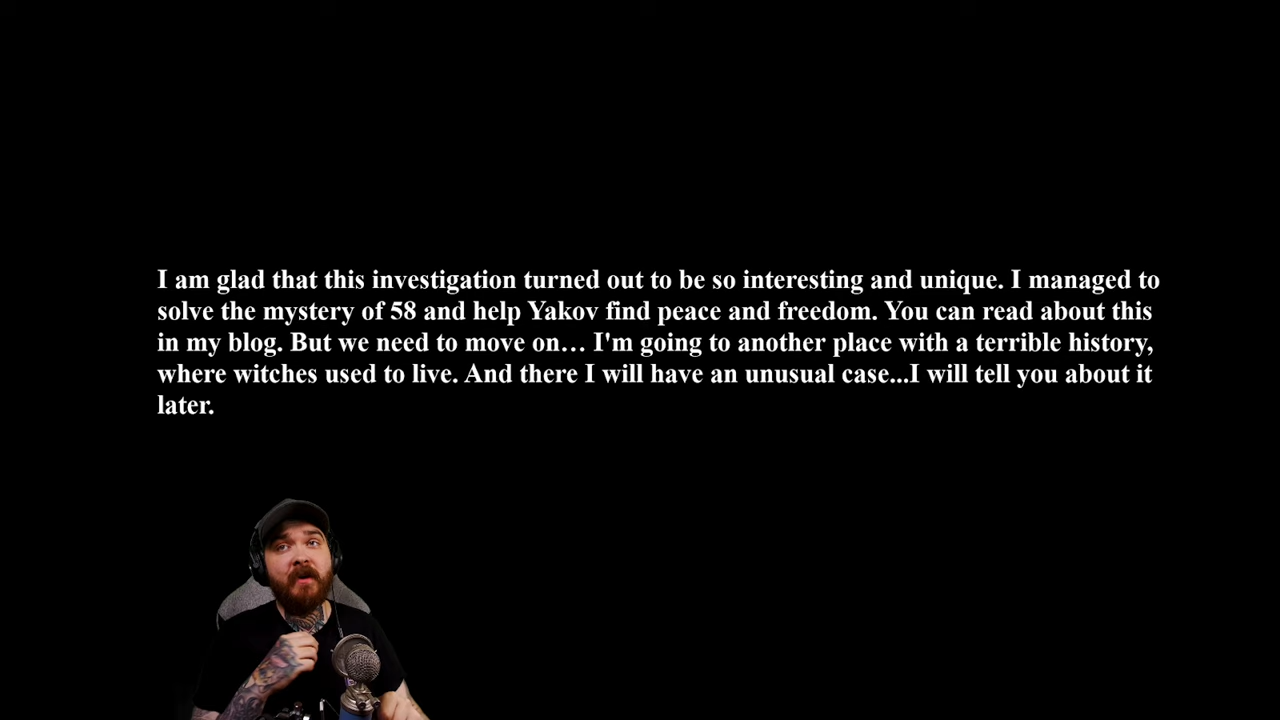 I am glad that this investigation turned out to be so interesting and unique. I managed to
solve the mystery of 58 and help Yakov find peace and freedom. You can read about this
in my blog. But we need to move on… I'm going to another place with a terrible history,
where witches used to live. And there I will have an unusual case...I will tell you about it
later.